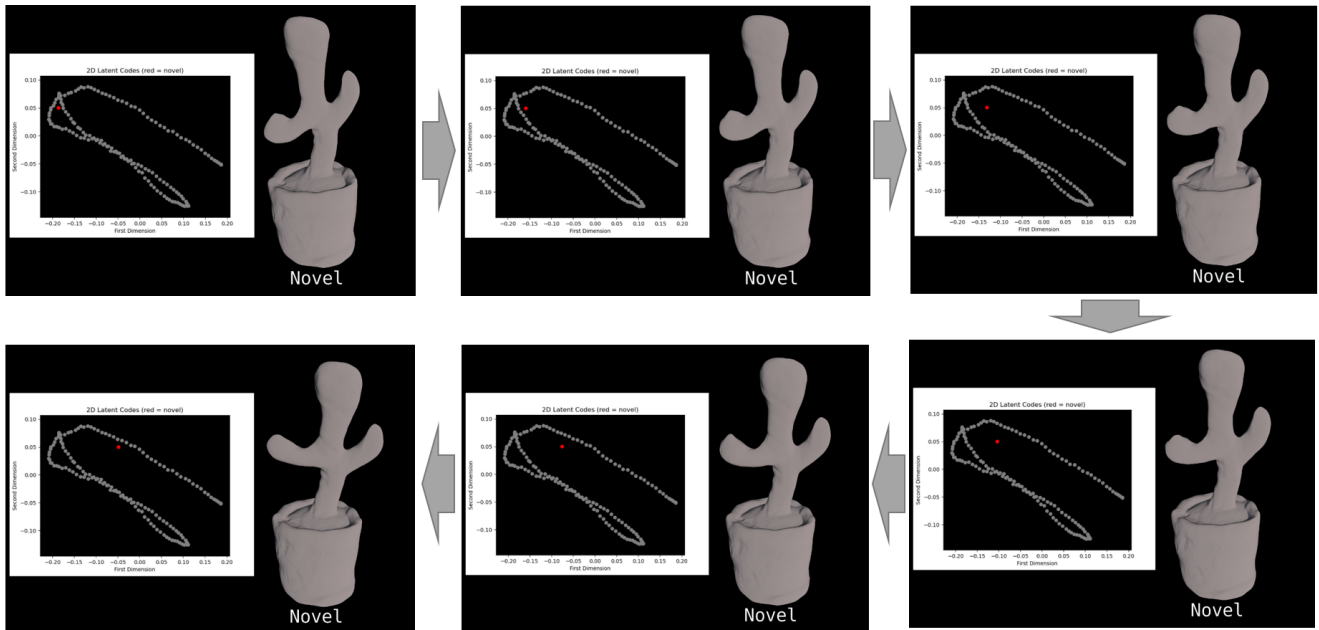 2D Latent Codes (red = novel)
0.10
0.05
0.00
−0.05
−0.10
Second Dimension
−0.20 −0.15 −0.10 −0.05 0.00 0.05 0.10 0.15 0.20
First Dimension
Novel
2D Latent Codes (red = novel)
0.10
0.05
0.00
−0.05
−0.10
Second Dimension
−0.20 −0.15 −0.10 −0.05 0.00 0.05 0.10 0.15 0.20
First Dimension
Novel
2D Latent Codes (red = novel)
0.10
0.05
0.00
−0.05
−0.10
Second Dimension
−0.20 −0.15 −0.10 −0.05 0.00 0.05 0.10 0.15 0.20
First Dimension
Novel
2D Latent Codes (red = novel)
0.10
0.05
0.00
−0.05
−0.10
Second Dimension
−0.20 −0.15 −0.10 −0.05 0.00 0.05 0.10 0.15 0.20
First Dimension
Novel
2D Latent Codes (red = novel)
0.10
0.05
0.00
−0.05
−0.10
Second Dimension
−0.20 −0.15 −0.10 −0.05 0.00 0.05 0.10 0.15 0.20
First Dimension
Novel
2D Latent Codes (red = novel)
0.10
0.05
0.00
−0.05
−0.10
Second Dimension
−0.20 −0.15 −0.10 −0.05 0.00 0.05 0.10 0.15 0.20
First Dimension
Novel